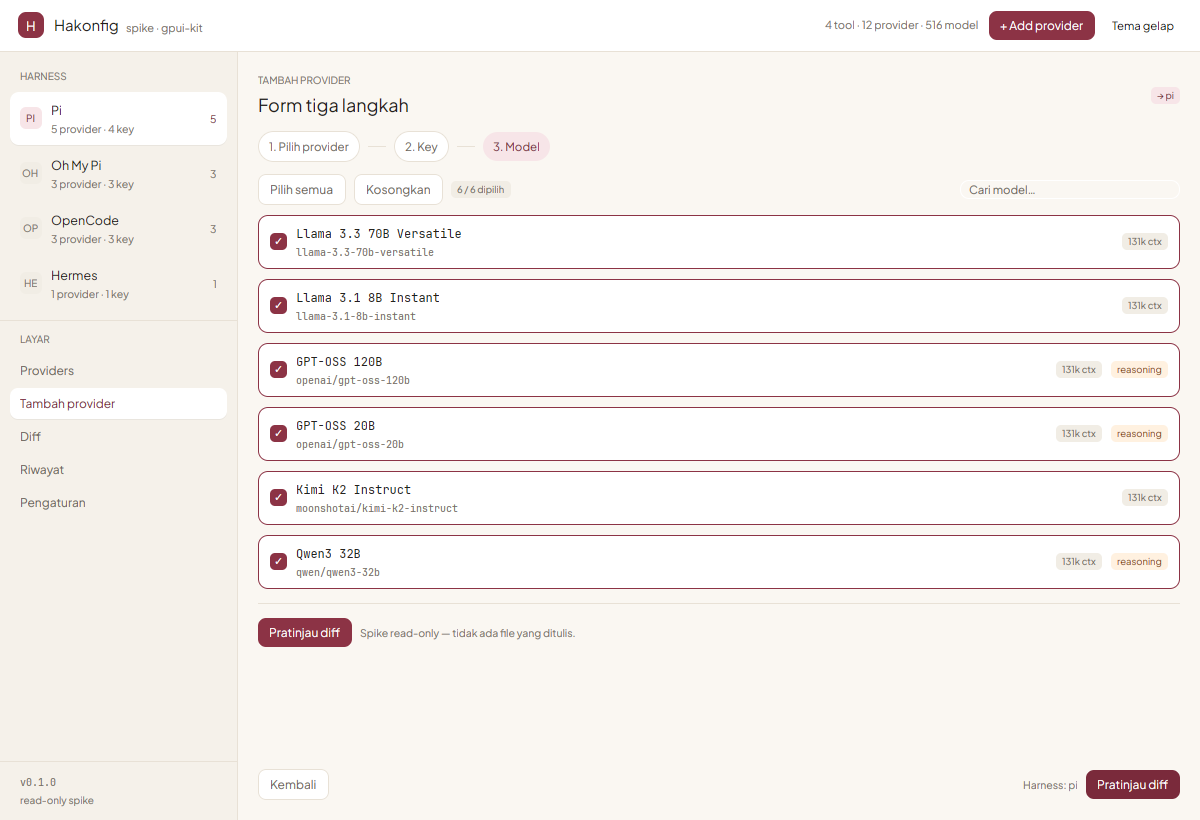 H
Hakonfig spike · gpui-kit
4 tool · 12 provider · 516 model
+ Add provider
Tema gelap
HARNESS
PI
Pi
5 provider · 4 key
5
OH
Oh My Pi
3 provider · 3 key
3
OP
OpenCode
3 provider · 3 key
3
HE
Hermes
1 provider · 1 key
1
LAYAR
Providers
Tambah provider
Diff
Riwayat
Pengaturan
v0.1.0
read-only spike
TAMBAH PROVIDER
Form tiga langkah
→ pi
1. Pilih provider
2. Key
3. Model
Pilih semua
Kosongkan
6 / 6 dipilih
Cari model…
✓
Llama 3.3 70B Versatile
llama-3.3-70b-versatile
131k ctx
✓
Llama 3.1 8B Instant
llama-3.1-8b-instant
131k ctx
✓
GPT-OSS 120B
openai/gpt-oss-120b
131k ctx
reasoning
✓
GPT-OSS 20B
openai/gpt-oss-20b
131k ctx
reasoning
✓
Kimi K2 Instruct
moonshotai/kimi-k2-instruct
131k ctx
✓
Qwen3 32B
qwen/qwen3-32b
131k ctx
reasoning
Pratinjau diff
Spike read-only — tidak ada file yang ditulis.
Kembali
Harness: pi
Pratinjau diff